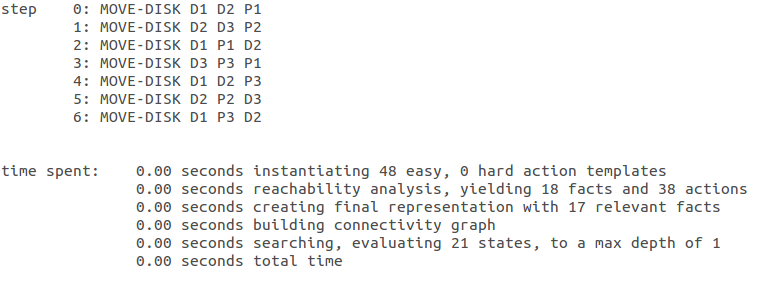 step 0: MOVE-DISK D1 D2 P1
1: MOVE-DISK D2 D3 P2
2: MOVE-DISK D1 P1 D2
3: MOVE-DISK D3 P3 P1
4: MOVE-DISK D1 D2 P3
5: MOVE-DISK D2 P2 D3
6: MOVE-DISK D1 P3 D2
time spent: 0.00 seconds instantiating 48 easy, 0 hard action templates
0.00 seconds reachability analysis, yielding 18 facts and 38 actions
0.00 seconds creating final representation with 17 relevant facts
0.00 seconds building connectivity graph
0.00 seconds searching, evaluating 21 states, to a max depth of 1
0.00 seconds total time